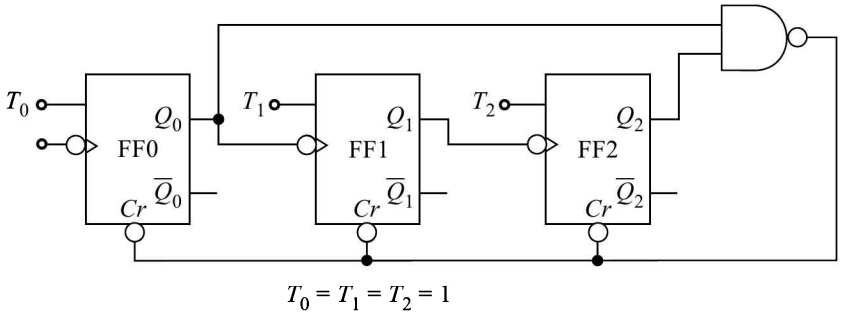 T₀
Q₀
FF0
Q̅₀
Cr
T₁
Q₁
FF1
Q̅₁
Cr
T₂
Q₂
FF2
Q̅₂
Cr
T₀ = T₁ = T₂ = 1